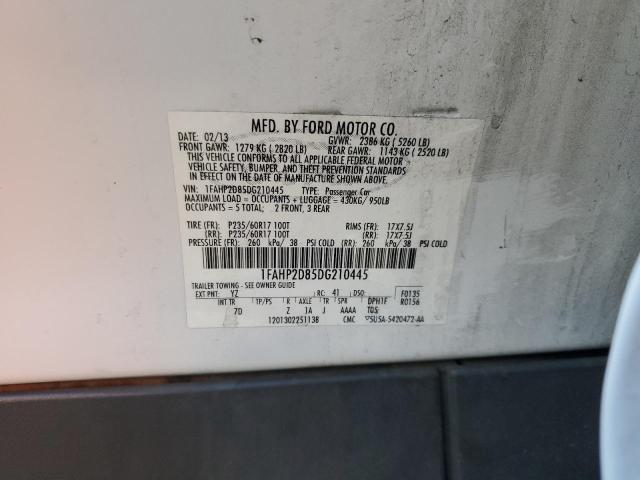 MFD. BY FORD MOTOR CO.
DATE: 02/13 GVWR: 2386 KG ( 5260 LB)
FRONT GAWR: 1279 KG ( 2820 LB) REAR GAWR: 1143 KG ( 2520 LB)
THIS VEHICLE CONFORMS TO ALL APPLICABLE FEDERAL MOTOR
VEHICLE SAFETY, BUMPER, AND THEFT PREVENTION STANDARDS
IN EFFECT ON THE DATE OF MANUFACTURE SHOWN ABOVE.
VIN: 1FAHP2D85DG210445 TYPE: Passenger Car
MAXIMUM LOAD = OCCUPANTS + LUGGAGE = 430KG/ 950LB
OCCUPANTS = 5 TOTAL; 2 FRONT, 3 REAR
TIRE (FR): P235/60R17 100T RIMS (FR): 17X7.5J
(RR): P235/60R17 100T (RR): 17X7.5J
PRESSURE (FR): 260 kPa/ 38 PSI COLD (RR): 260 kPa/ 38 PSI COLD
1FAHP2D85DG210445
TRAILER TOWING - SEE OWNER GUIDE
EXT PNT: YZ RC: 41 DSO: F0135
INT TR TP/PS R AXLE TR SPR DPH1F R0156
7D Z 1A J AAAA
1201302251138 CMC